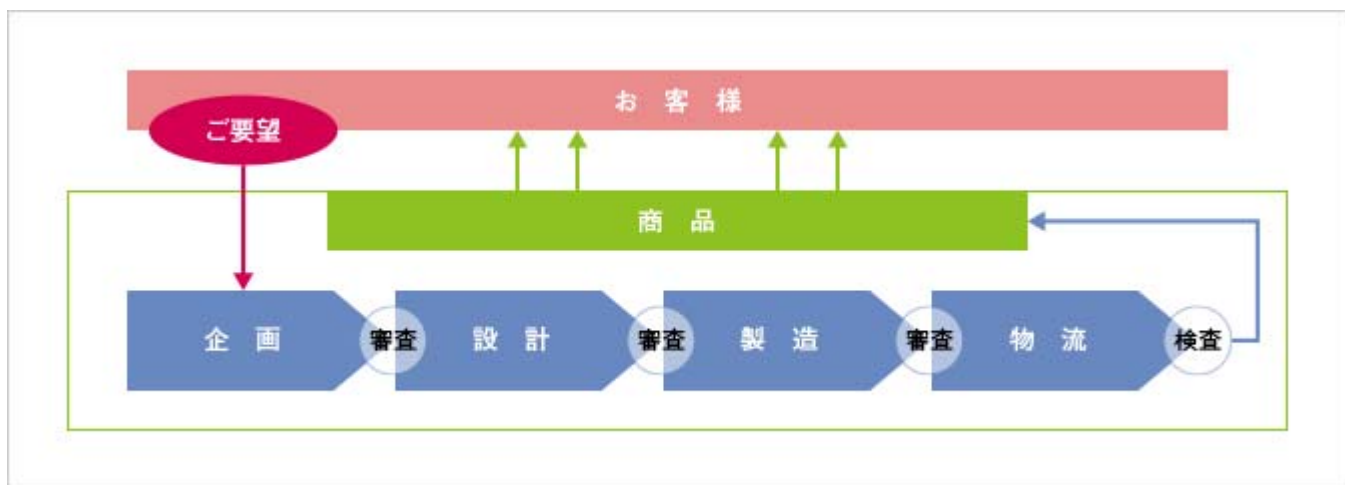 お 客 様
ご要望
商 品
企 画
審査
設 計
審査
製 造
審査
物 流
検査